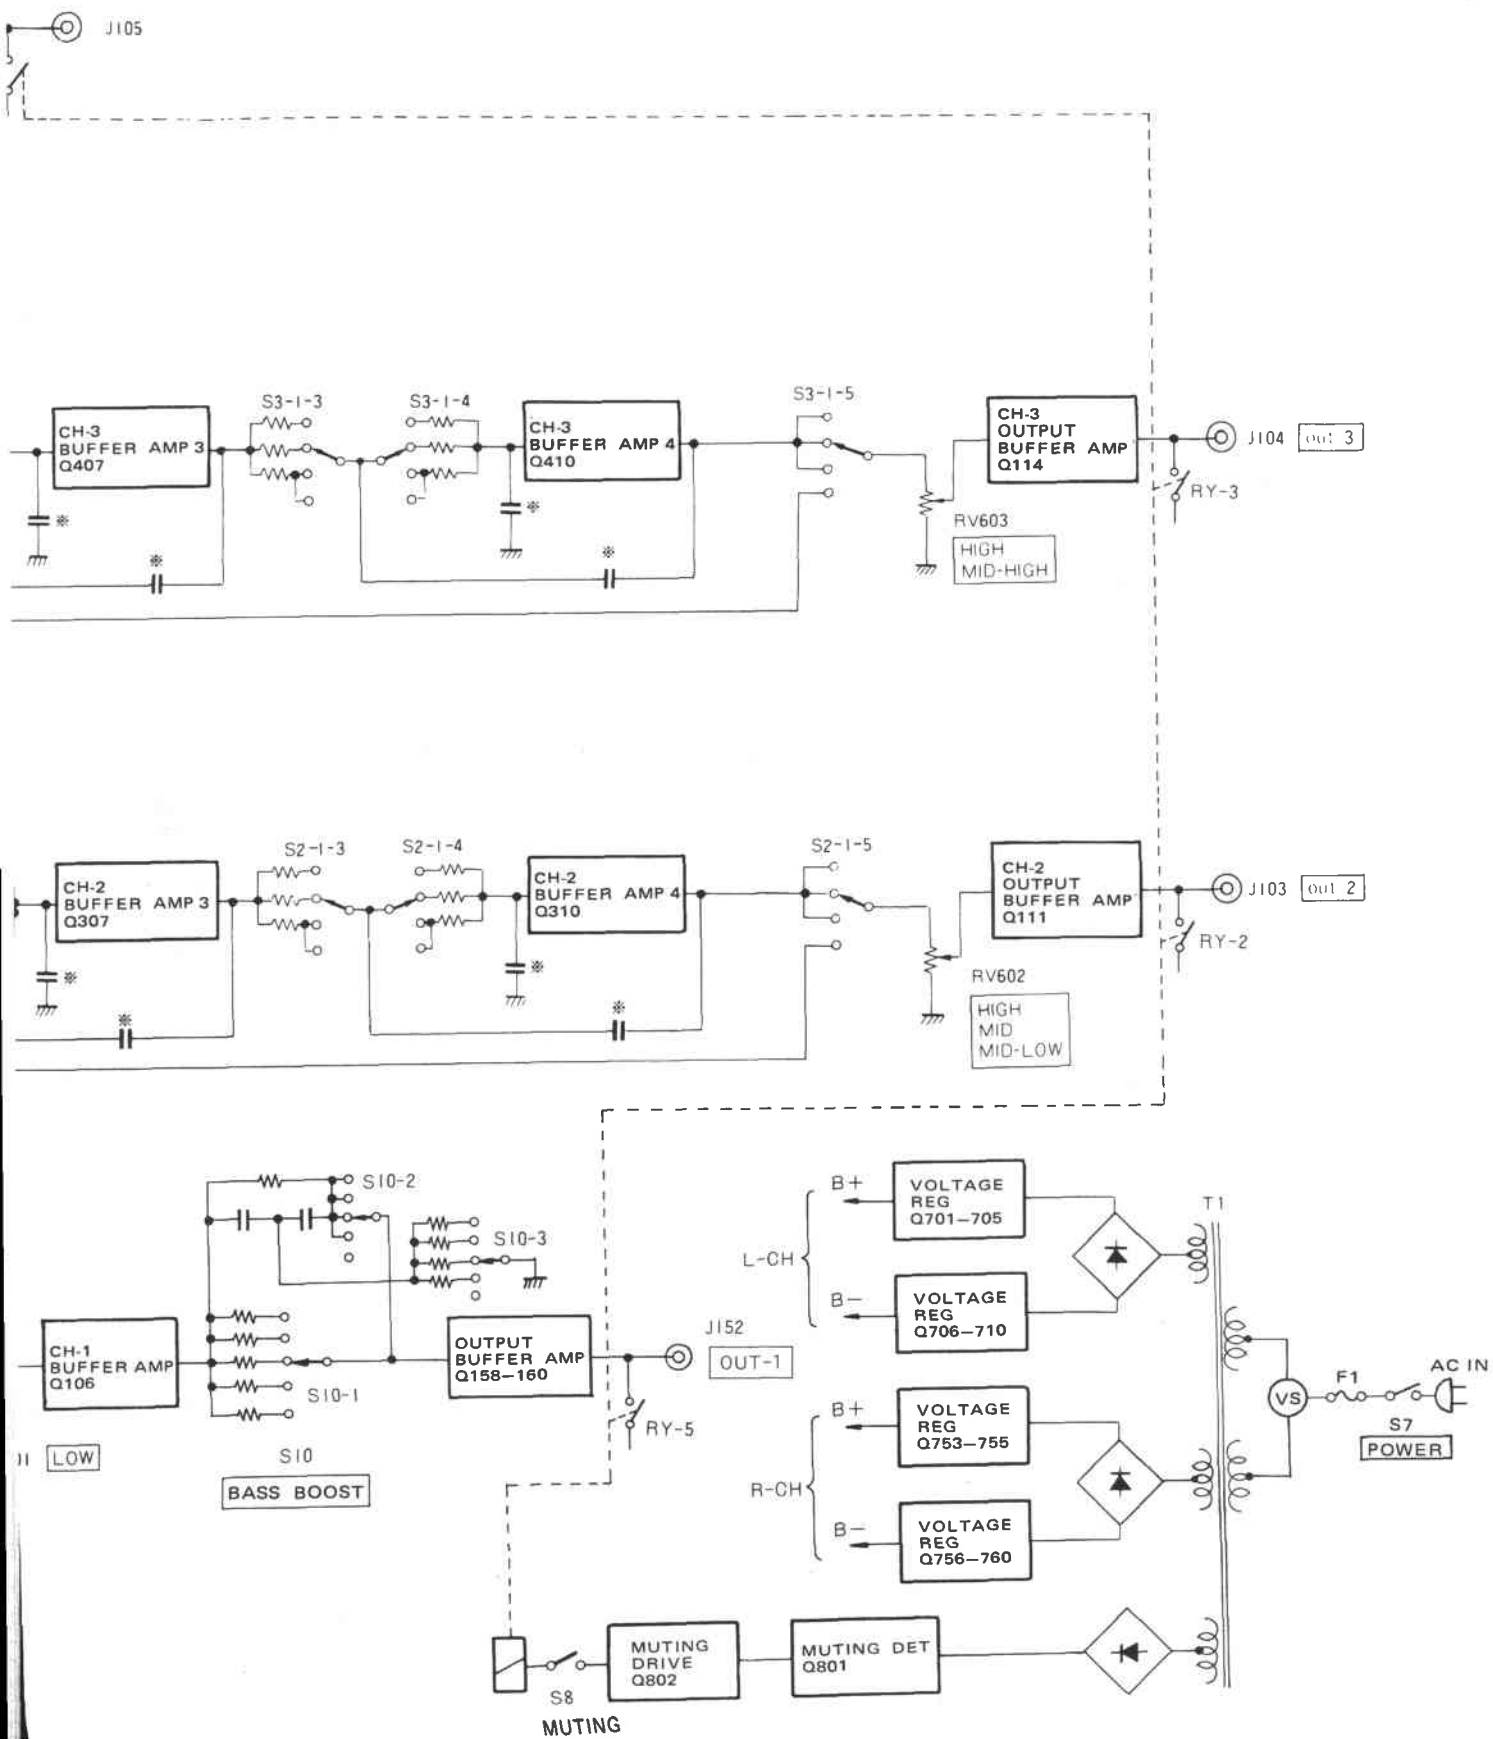 J105
S3-1-3
S3-1-4
S3-1-5
CH-3
BUFFER AMP 3
Q407
CH-3
BUFFER AMP 4
Q410
CH-3
OUTPUT
BUFFER AMP
Q114
J104
out 3
RY-3
※
※
※
※
RV603
HIGH
MID-HIGH
S2-1-3
S2-1-4
S2-1-5
CH-2
BUFFER AMP 3
Q307
CH-2
BUFFER AMP 4
Q310
CH-2
OUTPUT
BUFFER AMP
Q111
J103
out 2
RY-2
※
※
※
※
RV602
HIGH
MID
MID-LOW
S10-2
S10-3
CH-1
BUFFER AMP
Q106
S10-1
OUTPUT
BUFFER AMP
Q158-160
J152
OUT-1
RY-5
LOW
S10
BASS BOOST
B+
VOLTAGE
REG
Q701-705
L-CH
B-
VOLTAGE
REG
Q706-710
T1
B+
VOLTAGE
REG
Q753-755
R-CH
B-
VOLTAGE
REG
Q756-760
VS
F1
AC IN
S7
POWER
S8
MUTING
MUTING
DRIVE
Q802
MUTING DET
Q801